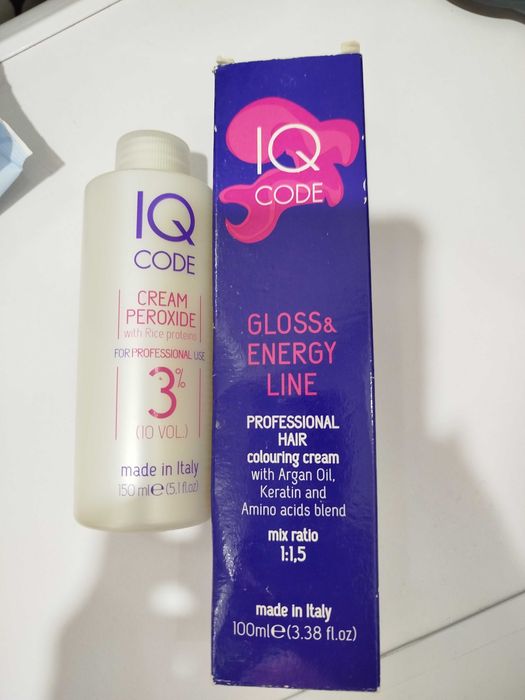 IQ
CODE
CREAM
PEROXIDE
with Rice proteins
FOR PROFESSIONAL USE
3%
(10 VOL.)
made in Italy
150 ml e (5.1 fl.oz)
IQ
CODE
GLOSS&
ENERGY
LINE
PROFESSIONAL
HAIR
colouring cream
with Argan Oil,
Keratin and
Amino acids blend
mix ratio
1:1,5
made in Italy
100ml e (3.38 fl.oz)